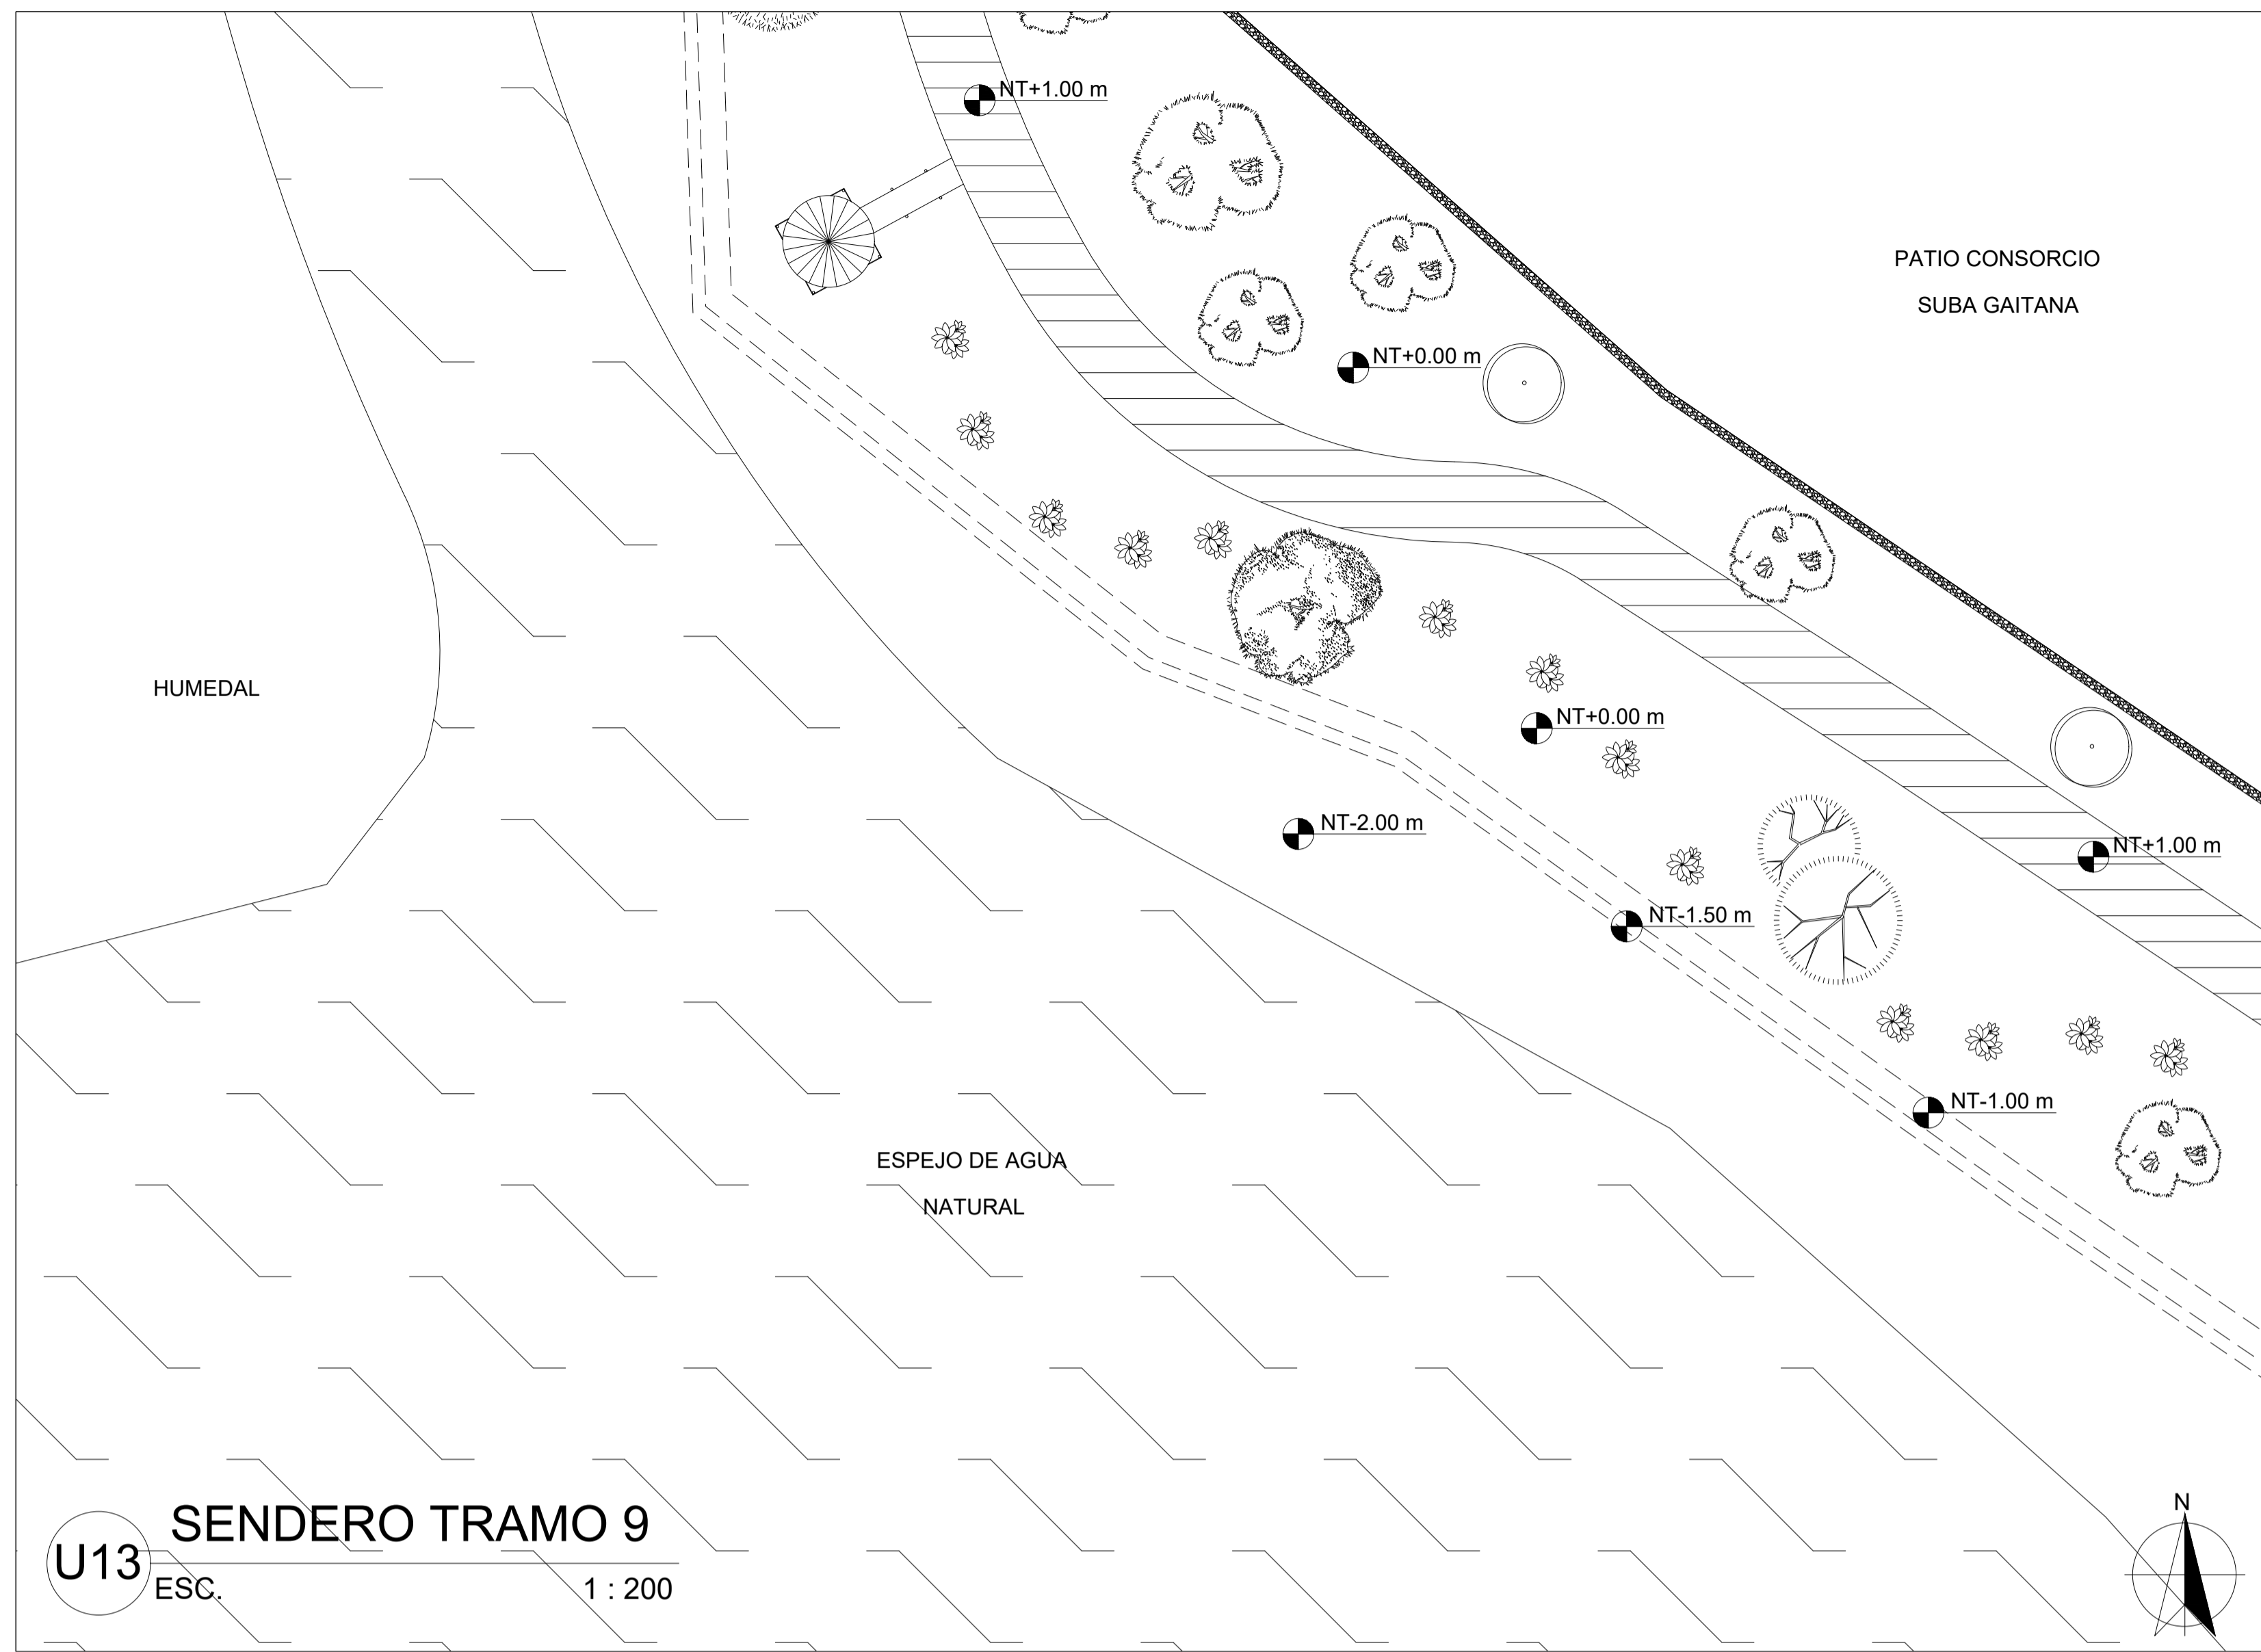 NT+1.00 m
PATIO CONSORCIO
SUBA GAITANA
NT+0.00 m
HUMEDAL
NT+0.00 m
NT-2.00 m
NT+1.00 m
NT-1.50 m
NT-1.00 m
ESPEJO DE AGUA
NATURAL
N
U13
SENDERO TRAMO 9
ESC. 1 : 200